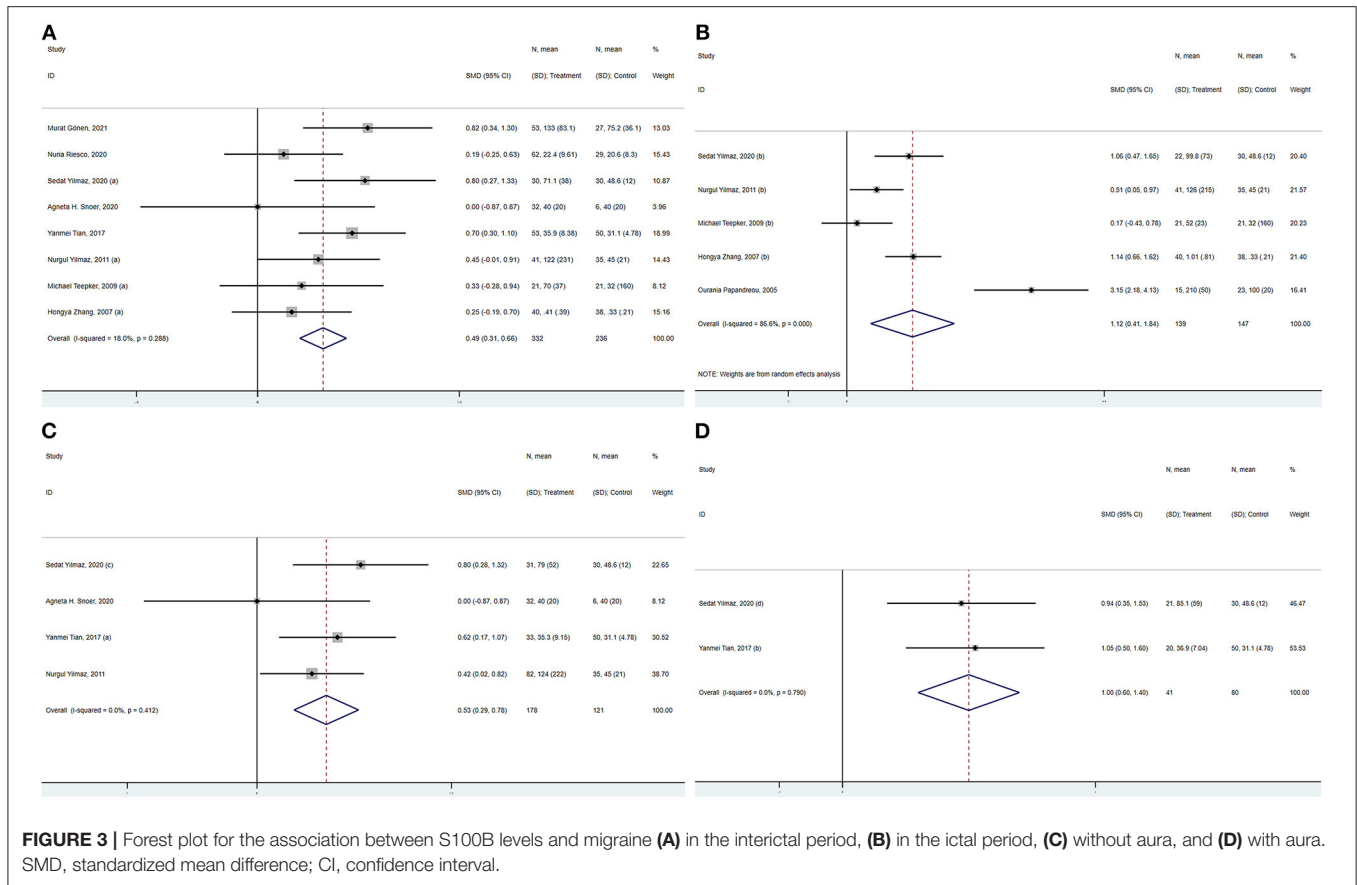 A
Study N, mean N, mean %
ID SMD (95% CI) (SD); Treatment (SD); Control Weight
Murat Gönen, 2021 0.82 (0.34, 1.30) 53, 133 (83.1) 27, 75.2 (36.1) 13.03
Nuria Riesco, 2020 0.19 (-0.25, 0.63) 62, 22.4 (9.61) 29, 20.6 (8.3) 15.43
Sedat Yilmaz, 2020 (a) 0.80 (0.27, 1.33) 30, 71.1 (38) 30, 48.6 (12) 10.87
Agneta H. Snoer, 2020 0.00 (-0.87, 0.87) 32, 40 (20) 6, 40 (20) 3.96
Yanmei Tian, 2017 0.70 (0.30, 1.10) 53, 35.9 (8.38) 50, 31.1 (4.78) 18.99
Nurgul Yilmaz, 2011 (a) 0.45 (-0.01, 0.91) 41, 122 (231) 35, 45 (21) 14.43
Michael Teepker, 2009 (a) 0.33 (-0.28, 0.94) 21, 70 (37) 21, 32 (160) 8.12
Hongya Zhang, 2007 (a) 0.25 (-0.19, 0.70) 40, .41 (.39) 38, .33 (.21) 15.16
Overall (I-squared = 18.0%, p = 0.288) 0.49 (0.31, 0.66) 332 236 100.00
0
B
Study N, mean N, mean %
ID SMD (95% CI) (SD); Treatment (SD); Control Weight
Sedat Yilmaz, 2020 (b) 1.06 (0.47, 1.65) 22, 99.8 (73) 30, 48.6 (12) 20.40
Nurgul Yilmaz, 2011 (b) 0.51 (0.05, 0.97) 41, 126 (215) 35, 45 (21) 21.57
Michael Teepker, 2009 (b) 0.17 (-0.43, 0.78) 21, 52 (23) 21, 32 (160) 20.23
Hongya Zhang, 2007 (b) 1.14 (0.66, 1.62) 40, 1.01 (.81) 38, .33 (.21) 21.40
Ourania Papandreou, 2005 3.15 (2.18, 4.13) 15, 210 (50) 23, 100 (20) 16.41
Overall (I-squared = 86.6%, p = 0.000) 1.12 (0.41, 1.84) 139 147 100.00
NOTE: Weights are from random effects analysis
0
C
Study N, mean N, mean %
ID SMD (95% CI) (SD); Treatment (SD); Control Weight
Sedat Yilmaz, 2020 (c) 0.80 (0.28, 1.32) 31, 79 (52) 30, 48.6 (12) 22.65
Agneta H. Snoer, 2020 0.00 (-0.87, 0.87) 32, 40 (20) 6, 40 (20) 8.12
Yanmei Tian, 2017 (a) 0.62 (0.17, 1.07) 33, 35.3 (9.15) 50, 31.1 (4.78) 30.52
Nurgul Yilmaz, 2011 0.42 (0.02, 0.82) 82, 124 (222) 35, 45 (21) 38.70
Overall (I-squared = 0.0%, p = 0.412) 0.53 (0.29, 0.78) 178 121 100.00
0
D
Study N, mean N, mean %
ID SMD (95% CI) (SD); Treatment (SD); Control Weight
Sedat Yilmaz, 2020 (d) 0.94 (0.35, 1.53) 21, 85.1 (59) 30, 48.6 (12) 46.47
Yanmei Tian, 2017 (b) 1.05 (0.50, 1.60) 20, 36.9 (7.04) 50, 31.1 (4.78) 53.53
Overall (I-squared = 0.0%, p = 0.790) 1.00 (0.60, 1.40) 41 80 100.00
0
FIGURE 3 | Forest plot for the association between S100B levels and migraine (A) in the interictal period, (B) in the ictal period, (C) without aura, and (D) with aura.
SMD, standardized mean difference; CI, confidence interval.